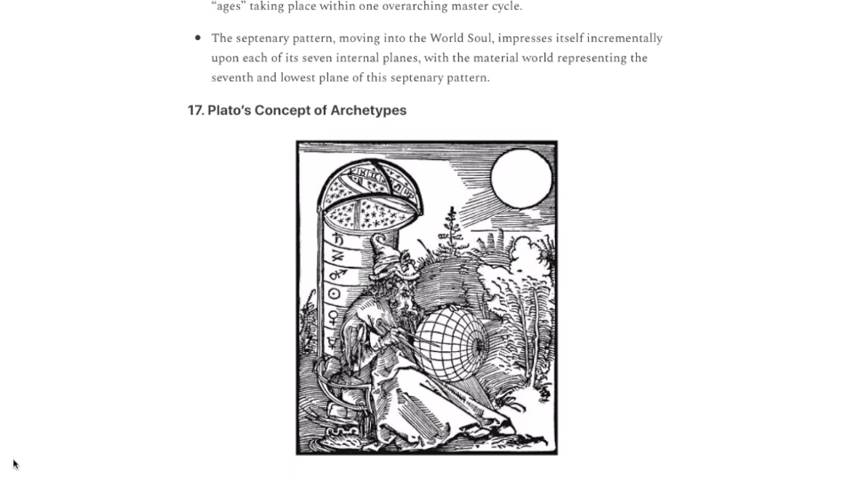 “ages” taking place within one overarching master cycle.
• The septenary pattern, moving into the World Soul, impresses itself incrementally
upon each of its seven internal planes, with the material world representing the
seventh and lowest plane of this septenary pattern.
17. Plato’s Concept of Archetypes